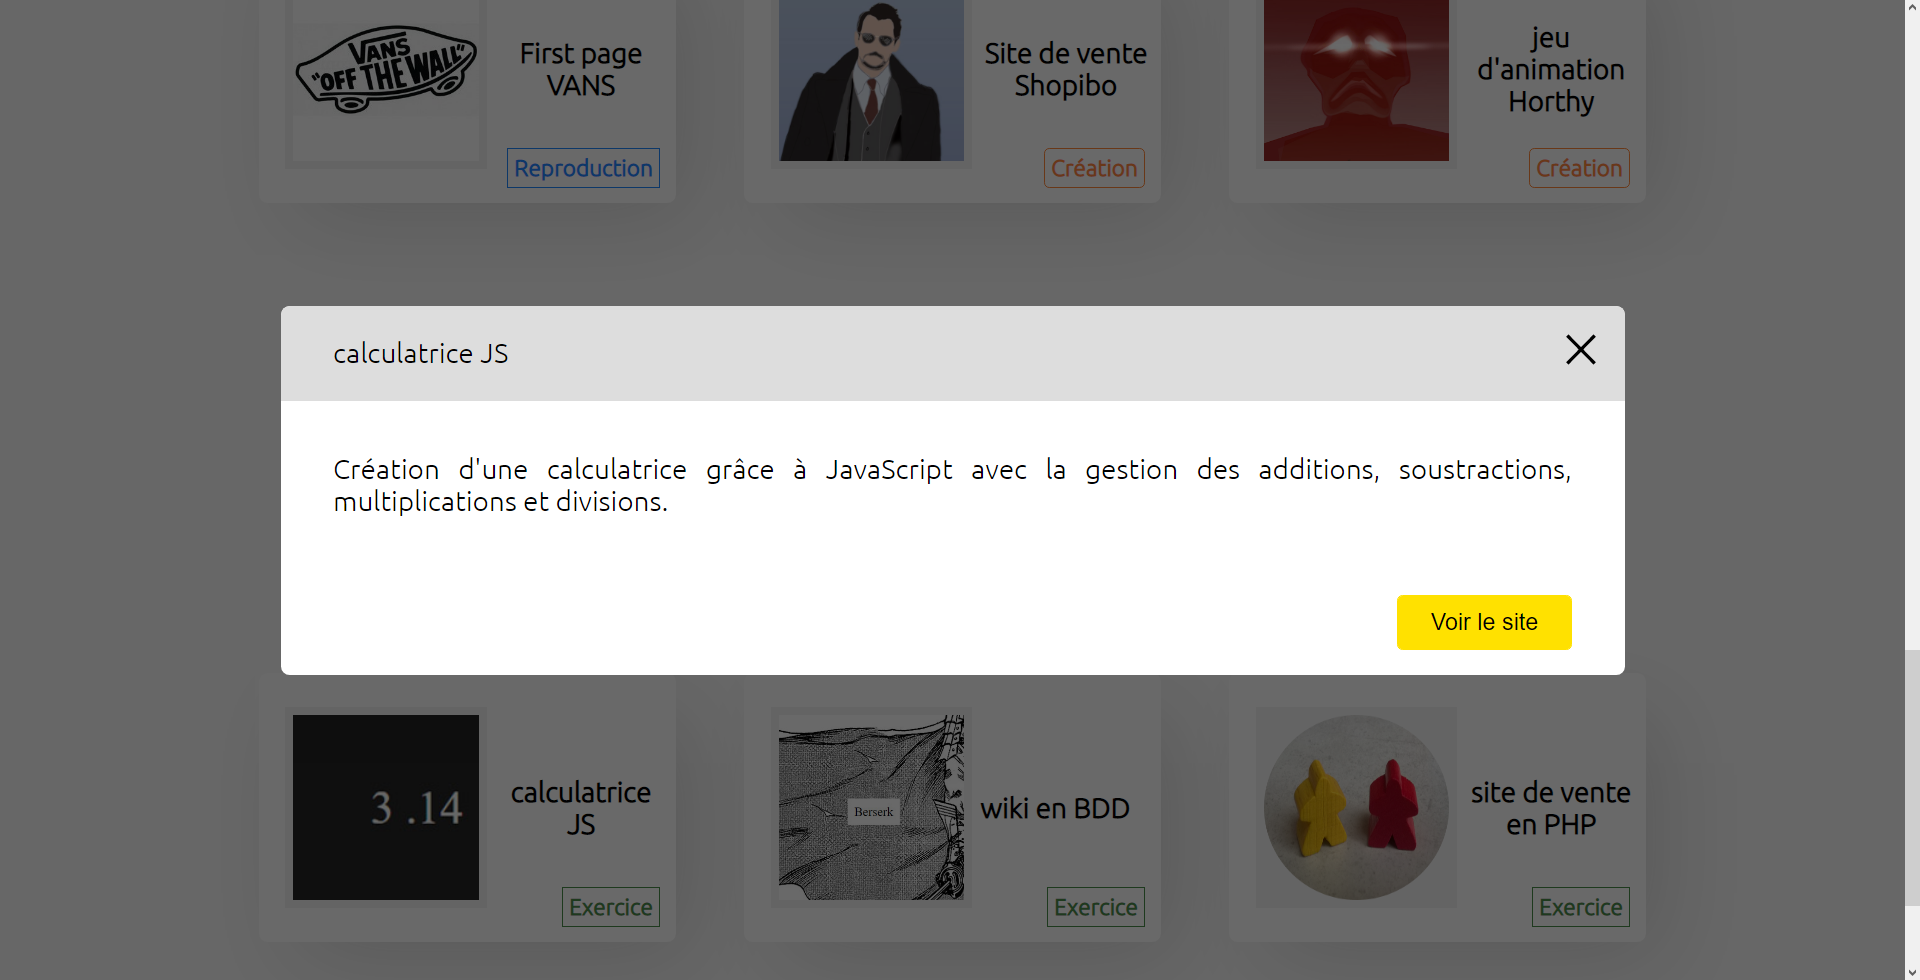 VANS
"OFF THE WALL"
First page
VANS
Reproduction
Site de vente
Shopibo
Création
jeu
d'animation
Horthy
Création
calculatrice JS
Création d'une calculatrice grâce à JavaScript avec la gestion des additions, soustractions,
multiplications et divisions.
Voir le site
3 .14
calculatrice
JS
Exercice
Berserk
wiki en BDD
Exercice
site de vente
en PHP
Exercice